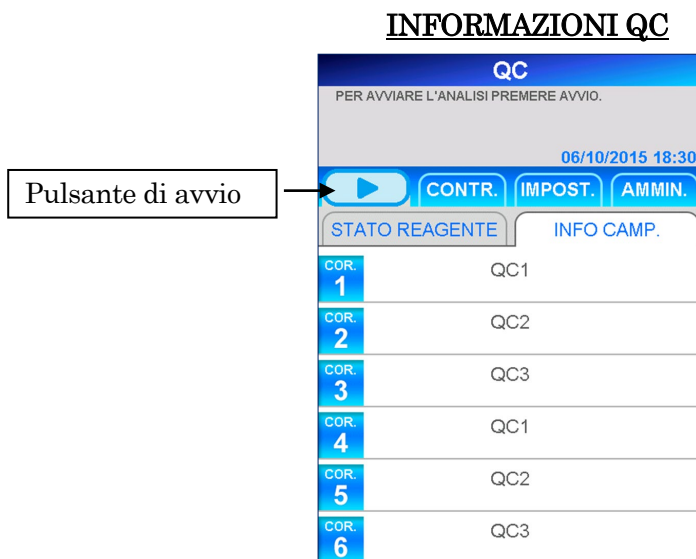 INFORMAZIONI QC
QC
PER AVVIARE L'ANALISI PREMERE AVVIO.
06/10/2015 18:30
Pulsante di avvio
CONTR. IMPOST. AMMIN.
STATO REAGENTE INFO CAMP.
COR. 1 QC1
COR. 2 QC2
COR. 3 QC3
COR. 4 QC1
COR. 5 QC2
COR. 6 QC3